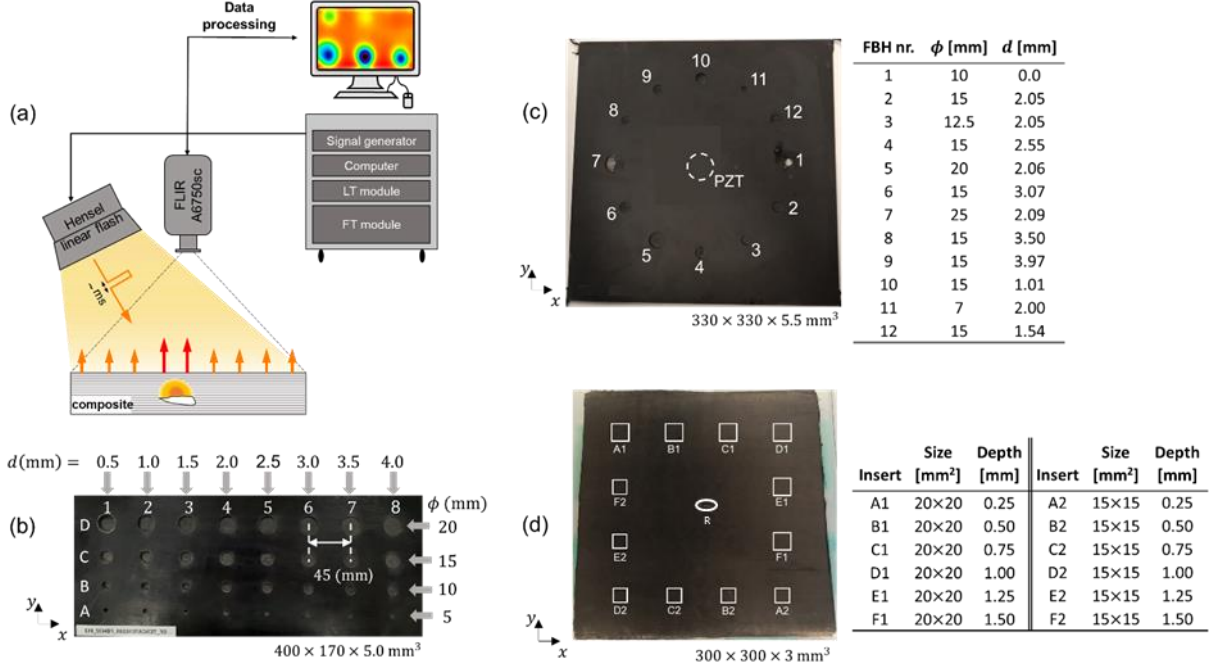 (a)
Data
processing
Signal generator
Computer
LT module
FT module
FLIR
A6750sc
Hensel
linear flash
~ms
composite
(b)
d(mm) = 0.5 1.0 1.5 2.0 2.5 3.0 3.5 4.0
ϕ (mm)
1 2 3 4 5 6 7 8
D 20
C 15
45 (mm)
B 10
A 5
y
x
400 × 170 × 5.0 mm³
(c)
10
9 11
8 12
7 1
PZT
6 2
5 3
4
y
x
330 × 330 × 5.5 mm³
FBH nr. ϕ [mm] d [mm]
1 10 0.0
2 15 2.05
3 12.5 2.05
4 15 2.55
5 20 2.06
6 15 3.07
7 25 2.09
8 15 3.50
9 15 3.97
10 15 1.01
11 7 2.00
12 15 1.54
(d)
A1 B1 C1 D1
F2 E1
R
E2 F1
D2 C2 B2 A2
y
x
300 × 300 × 3 mm³
Size Depth Size Depth
Insert [mm²] [mm] Insert [mm²] [mm]
A1 20×20 0.25 A2 15×15 0.25
B1 20×20 0.50 B2 15×15 0.50
C1 20×20 0.75 C2 15×15 0.75
D1 20×20 1.00 D2 15×15 1.00
E1 20×20 1.25 E2 15×15 1.25
F1 20×20 1.50 F2 15×15 1.50